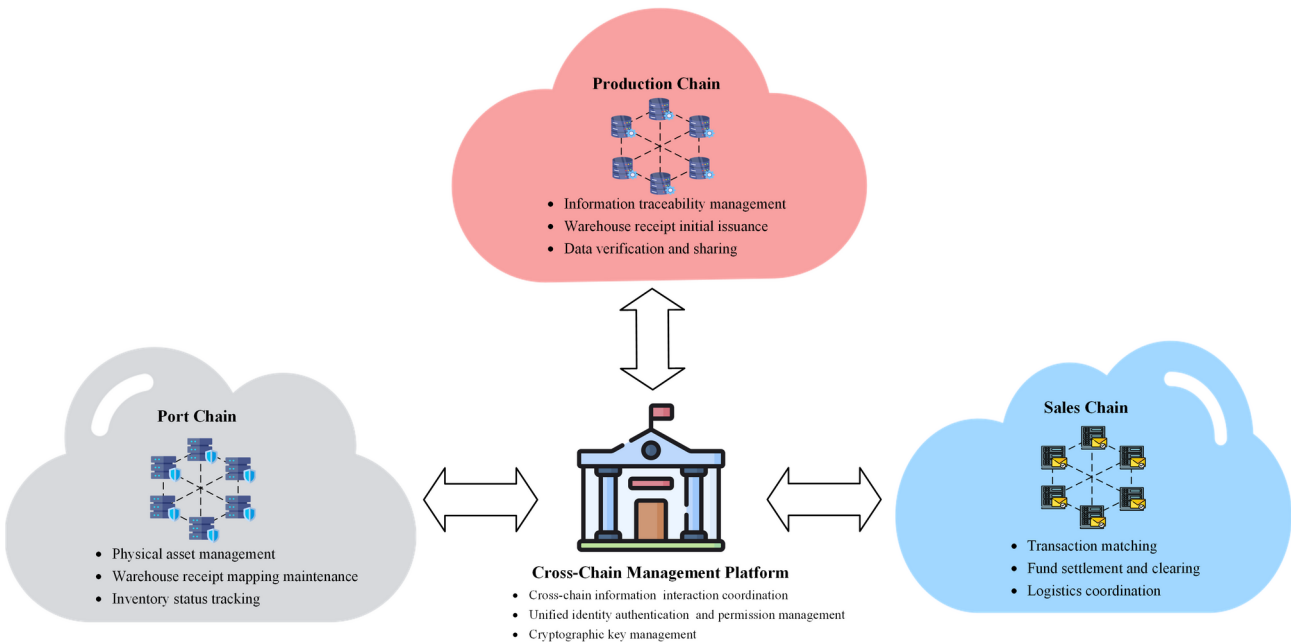 Production Chain
• Information traceability management
• Warehouse receipt initial issuance
• Data verification and sharing
Port Chain
• Physical asset management
• Warehouse receipt mapping maintenance
• Inventory status tracking
Cross-Chain Management Platform
• Cross-chain information interaction coordination
• Unified identity authentication and permission management
• Cryptographic key management
Sales Chain
• Transaction matching
• Fund settlement and clearing
• Logistics coordination